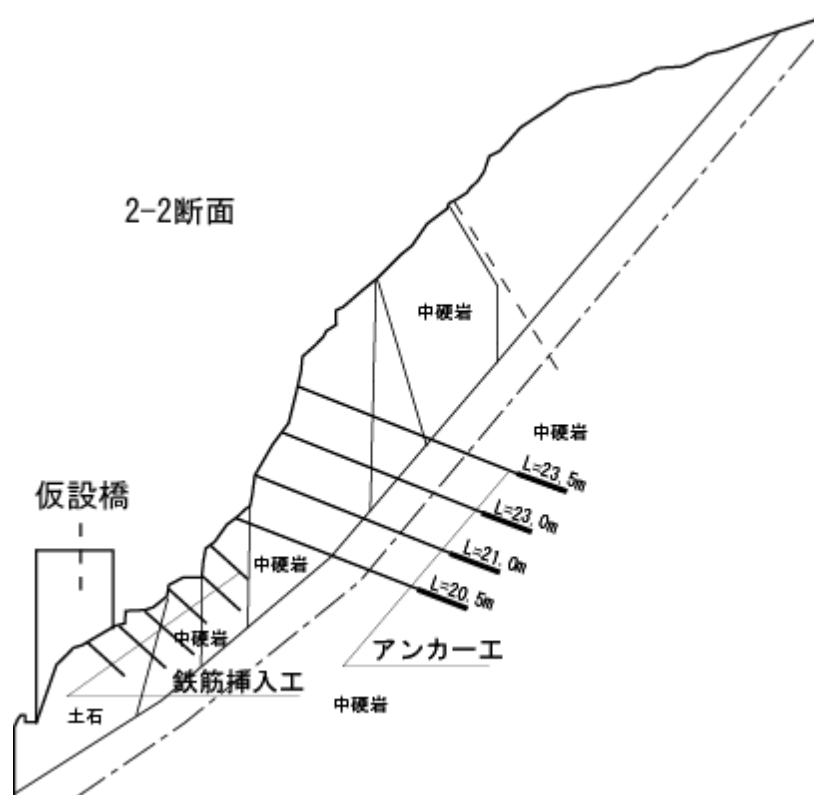 2-2断面
中硬岩
中硬岩
L=23.5m
仮設橋
L=23.0m
L=21.0m
中硬岩
L=20.5m
中硬岩
アンカー工
鉄筋挿入工
中硬岩
土石